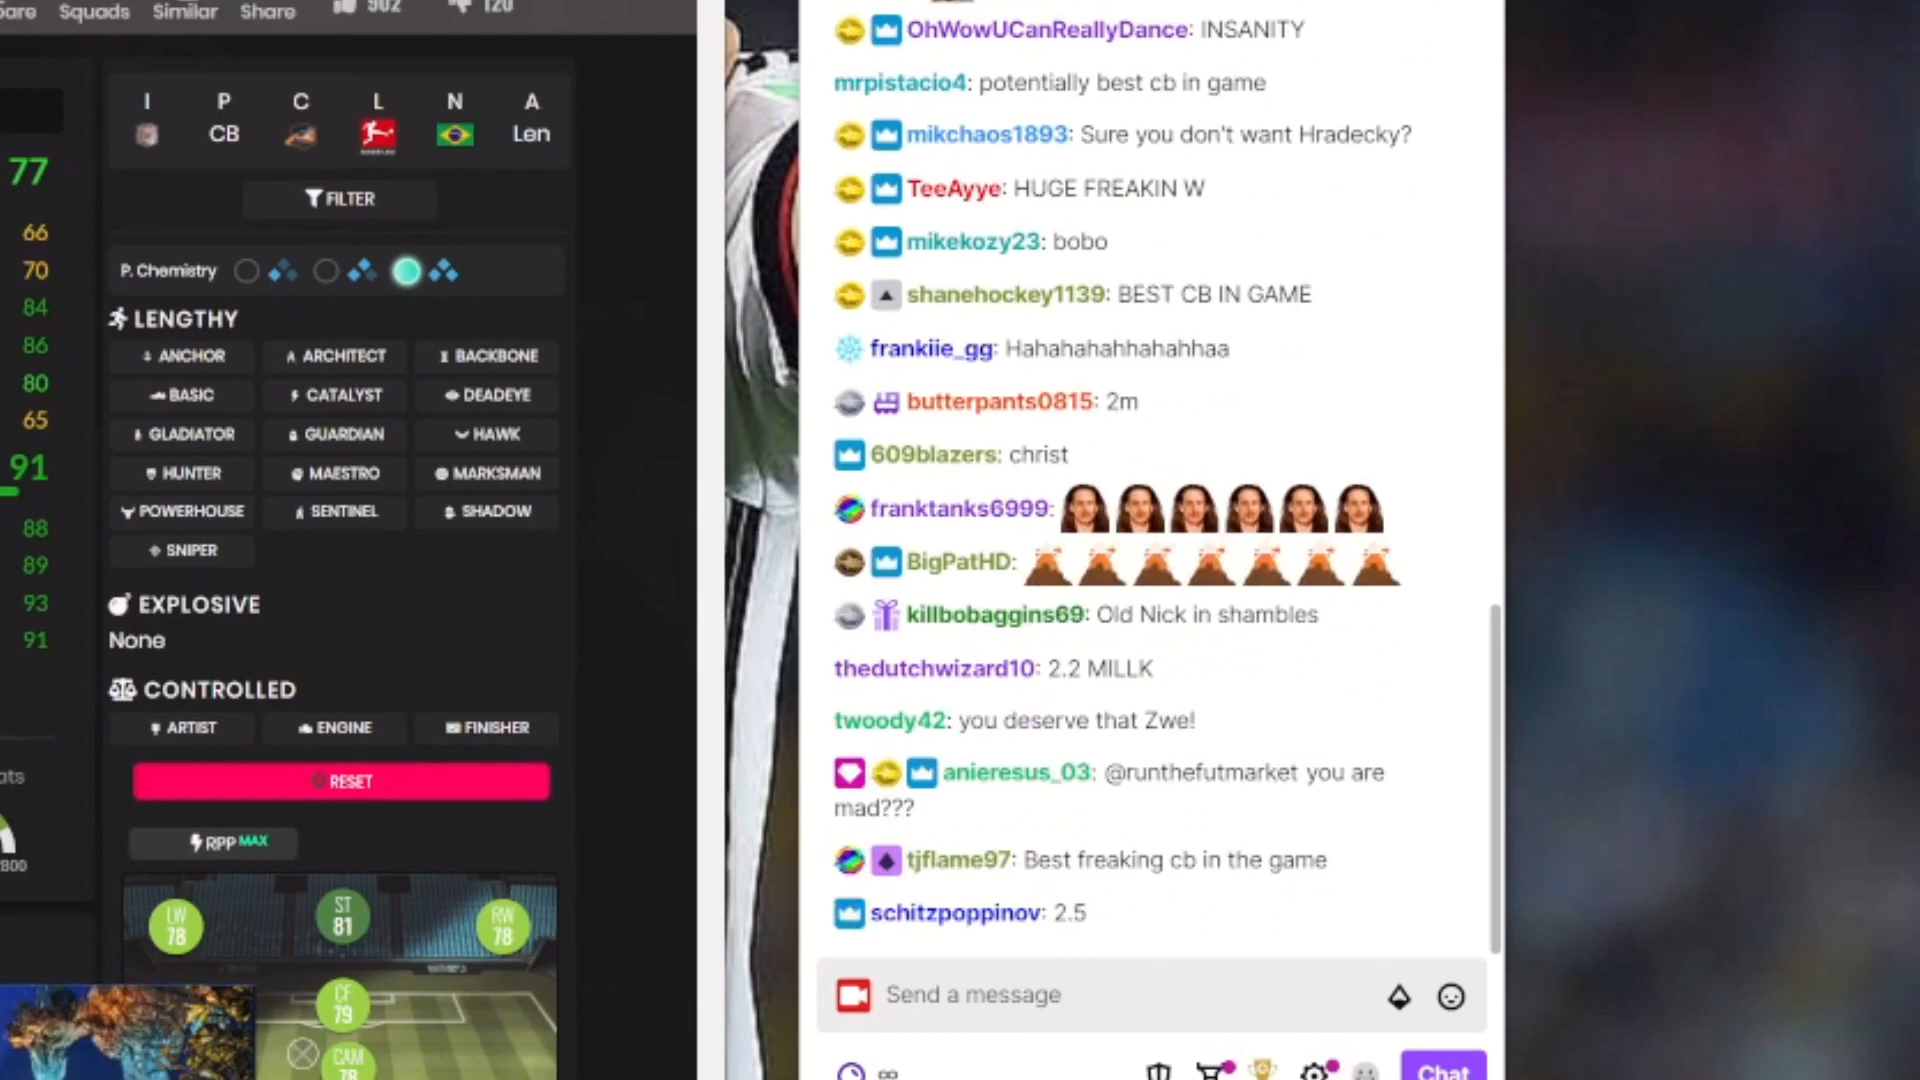 Squads Similar Share 902 120
I P C L N A
CB Len
FILTER
77
66
70
84
86
80
65
91
88
89
93
91
P. Chemistry
LENGTHY
ANCHOR ARCHITECT BACKBONE
BASIC CATALYST DEADEYE
GLADIATOR GUARDIAN HAWK
HUNTER MAESTRO MARKSMAN
POWERHOUSE SENTINEL SHADOW
SNIPER
EXPLOSIVE
None
CONTROLLED
ARTIST ENGINE FINISHER
RESET
RPP MAX
LW
78
ST
81
RW
78
CF
79
CAM
78
OhWowUCanReallyDance: INSANITY
mrpistacio4: potentially best cb in game
mikchaos1893: Sure you don't want Hradecky?
TeeAyye: HUGE FREAKIN W
mikekozy23: bobo
shanehockey1139: BEST CB IN GAME
frankiie_gg: Hahahahahhahahhaa
butterpants0815: 2m
609blazers: christ
franktanks6999:
BigPatHD:
killbobaggins69: Old Nick in shambles
thedutchwizard10: 2.2 MILLK
twoody42: you deserve that Zwe!
anieresus_03: @runthefutmarket you are
mad???
tjflame97: Best freaking cb in the game
schitzpoppinov: 2.5
Send a message
Chat